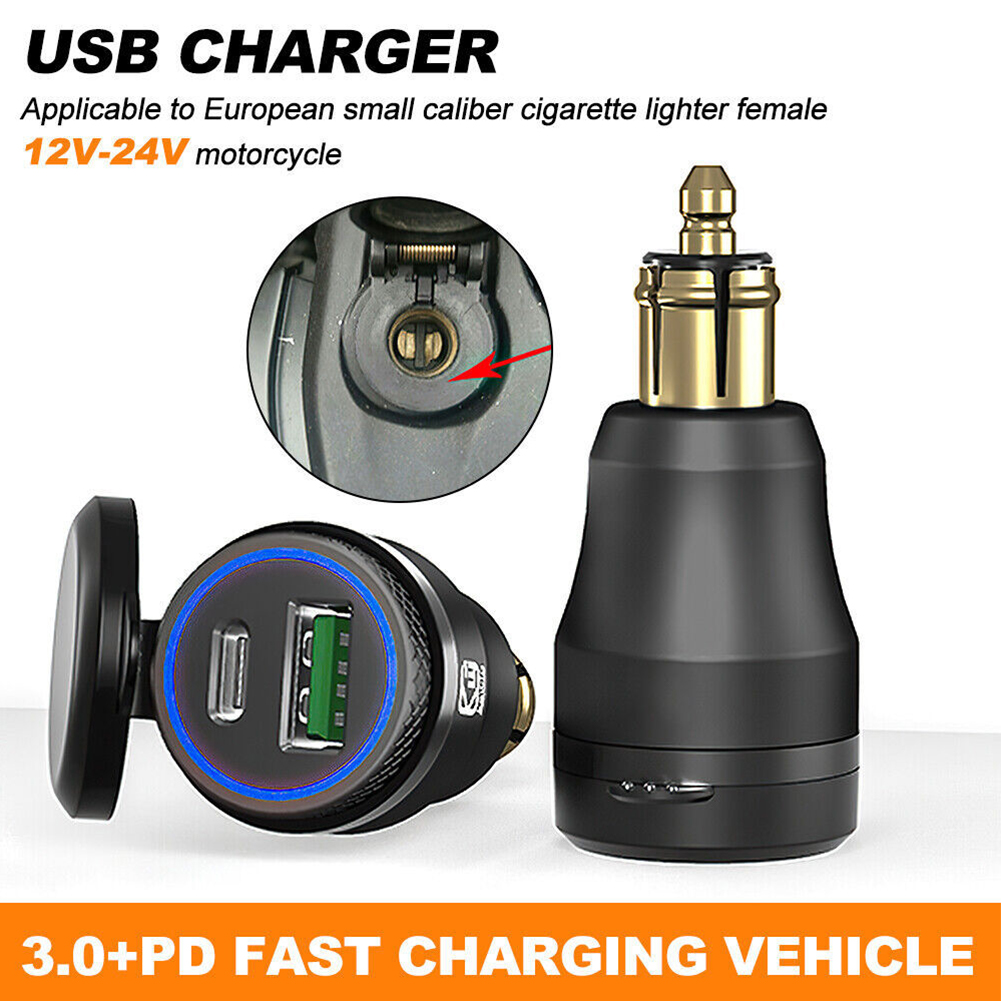 USB CHARGER
Applicable to European small caliber cigarette lighter female
12V-24V motorcycle
3.0+PD FAST CHARGING VEHICLE